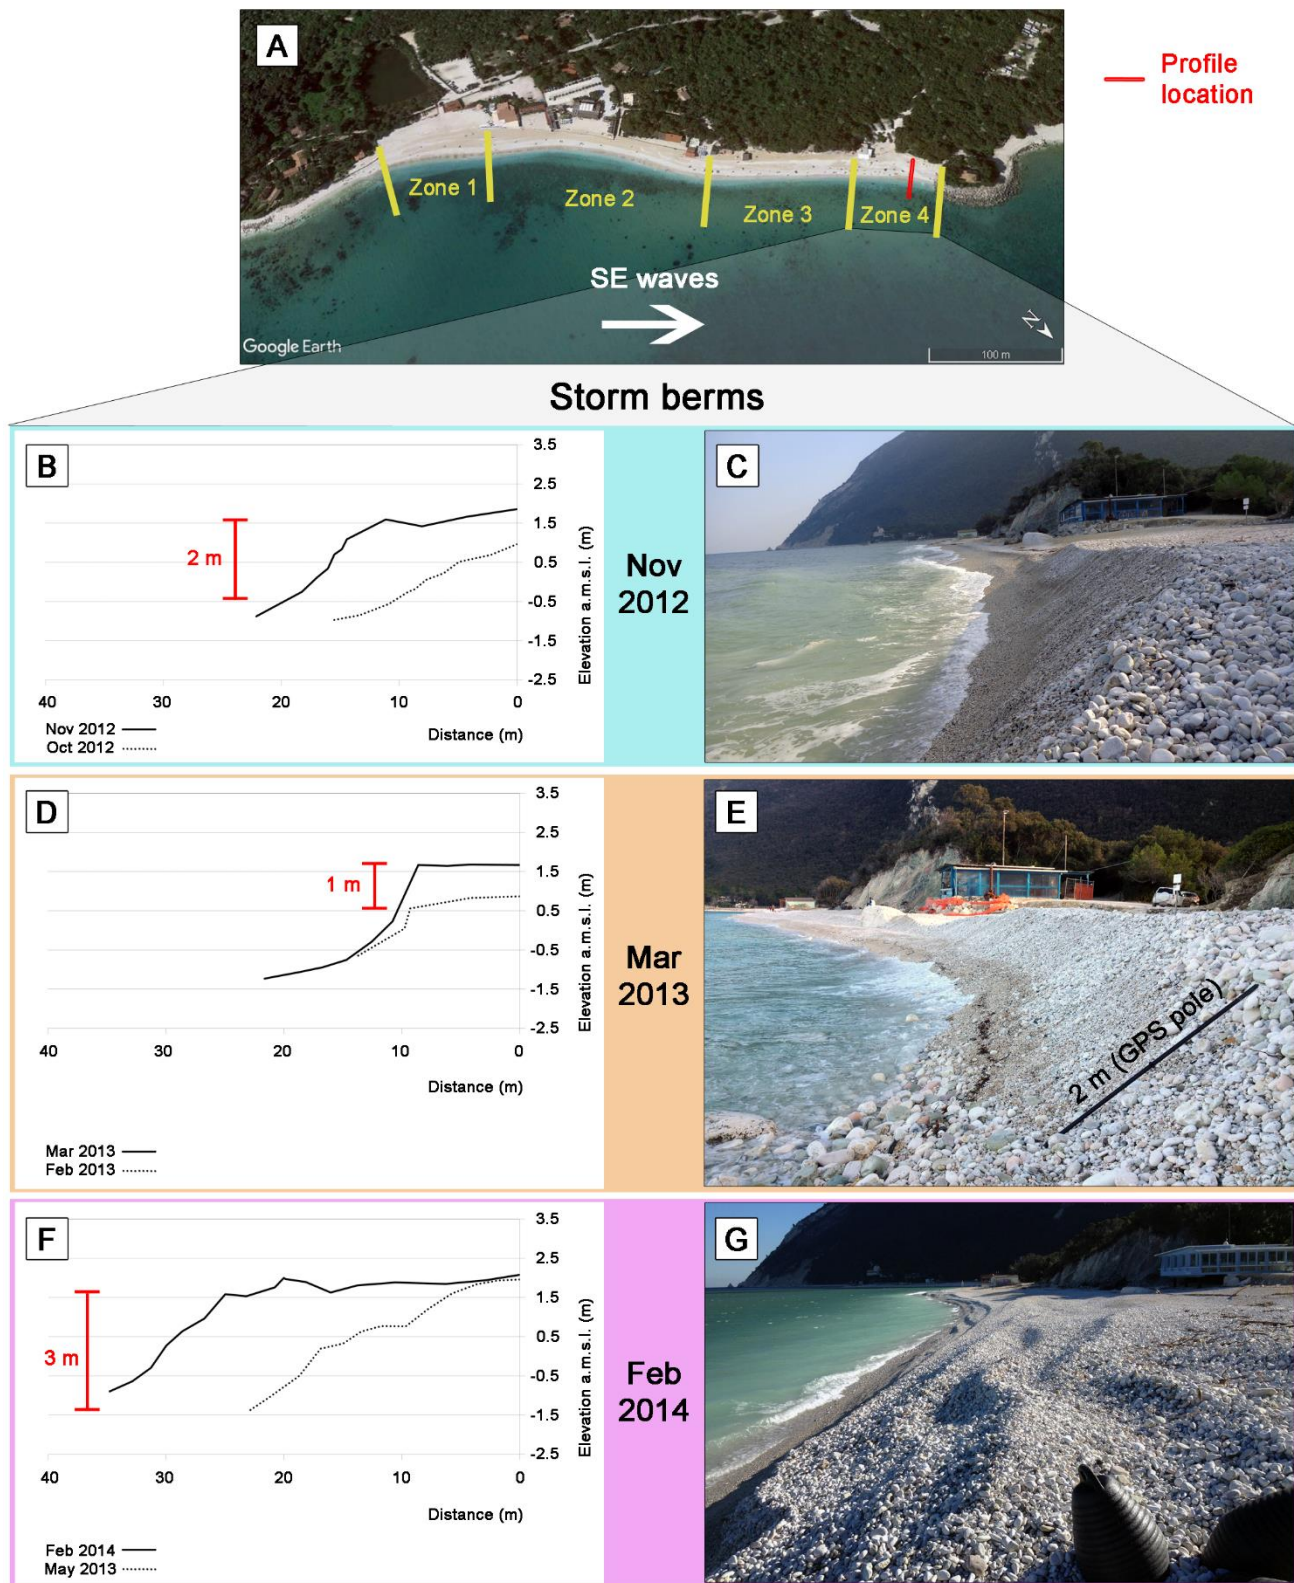 A
Profile
location
Zone 1
Zone 2
Zone 3
Zone 4
SE waves
N
Google Earth
100 m
Storm berms
B
3.5
2.5
1.5
0.5
-0.5
-1.5
-2.5
Elevation a.m.s.l. (m)
2 m
40
30
20
10
0
Nov 2012
Oct 2012
Distance (m)
Nov
2012
C
D
3.5
2.5
1.5
0.5
-0.5
-1.5
-2.5
Elevation a.m.s.l. (m)
1 m
40
30
20
10
0
Distance (m)
Mar 2013
Feb 2013
Mar
2013
E
2 m (GPS pole)
F
3.5
2.5
1.5
0.5
-0.5
-1.5
-2.5
Elevation a.m.s.l. (m)
3 m
40
30
20
10
0
Distance (m)
Feb 2014
May 2013
Feb
2014
G